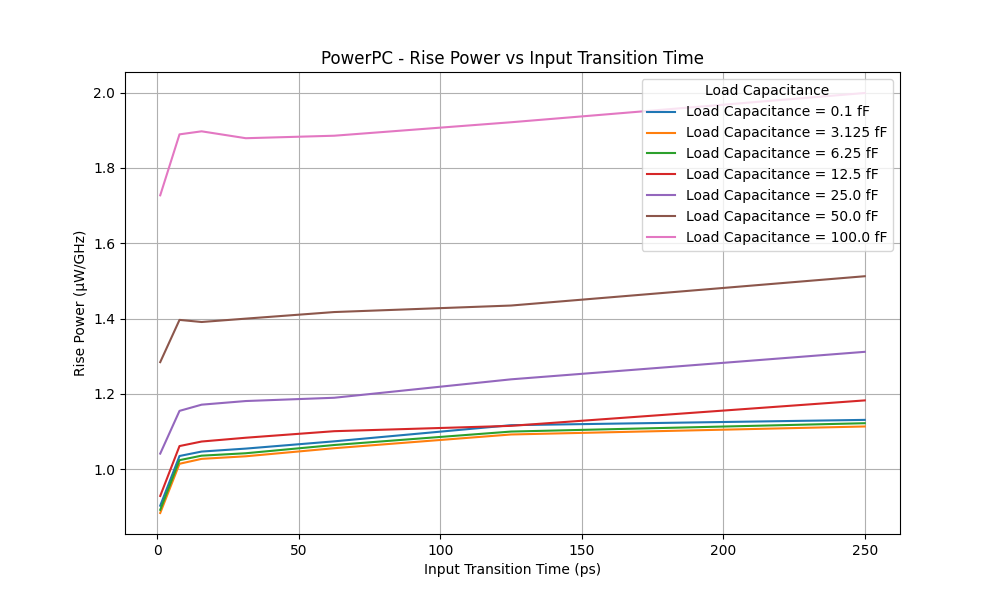 PowerPC - Rise Power vs Input Transition Time
Load Capacitance
Load Capacitance = 0.1 fF
Load Capacitance = 3.125 fF
Load Capacitance = 6.25 fF
Load Capacitance = 12.5 fF
Load Capacitance = 25.0 fF
Load Capacitance = 50.0 fF
Load Capacitance = 100.0 fF
Rise Power (μW/GHz)
2.0
1.8
1.6
1.4
1.2
1.0
0 50 100 150 200 250
Input Transition Time (ps)